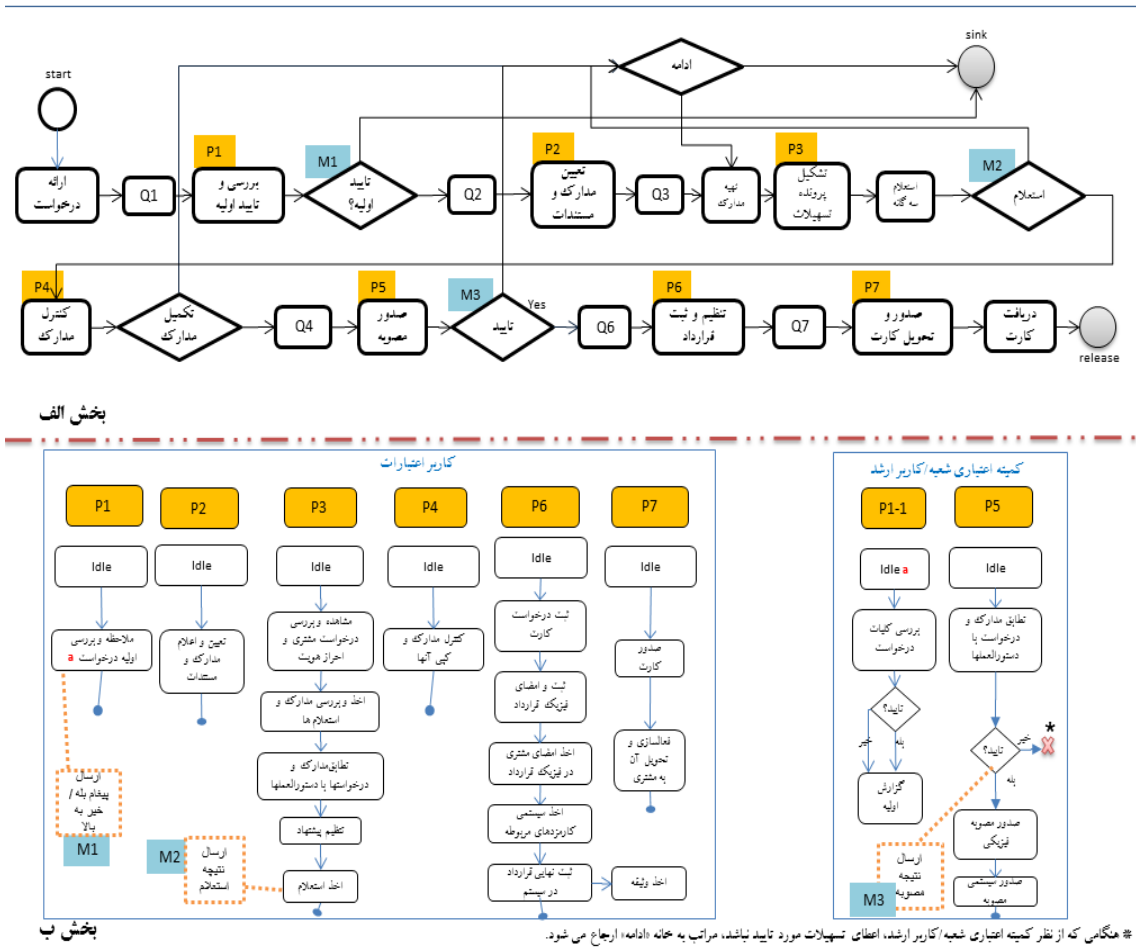 sink
start
ادامه
P1
M1
P2
P3
M2
ارائه
درخواست
Q1
بررسی و
تایید اولیه
تایید
اولیه؟
Q2
تعیین
مدارک و
مستندات
Q3
تهیه
مدارک
تشکیل
پرونده
تسهیلات
استعلام
سه گانه
استعلام
P4
P5
M3
Yes
P6
P7
کنترل
مدارک
تکمیل
مدارک
Q4
صدور
مصوبه
تایید
Q6
تنظیم و ثبت
قرارداد
Q7
صدور و
تحویل کارت
دریافت
کارت
release
بخش الف
کاربر اعتبارات
P1
P2
P3
P4
P6
P7
Idle
Idle
Idle
Idle
Idle
Idle
ملاحظه و بررسی
اولیه درخواست a
ارسال
پیغام بله /
خیر به
بالا
M1
تعیین و اعلام
مدارک و
مستندات
مشاهده و بررسی
درخواست مشتری و
احراز هویت
اخذ و بررسی مدارک و
استعلام ها
تطابق‌مدارک و
درخواستها با دستورالعملها
تنظیم پیشنهاد
اخذ استعلام
M2
ارسال
نتیجه
استعلام
کنترل مدارک و
کپی آنها
ثبت درخواست
کارت
ثبت و امضای
فیزیک قرارداد
اخذ امضای مشتری
در فیزیک قرارداد
اخذ سیستمی
کارمزدهای مربوطه
ثبت نهایی قرارداد
در سیستم
اخذ وثیقه
صدور
کارت
فعالسازی و
تحویل آن
به مشتری
کمیته اعتباری شعبه/کاربر ارشد
P1-1
P5
Idle a
Idle
بررسی کلیات
درخواست
تایید؟
خیر
بله
گزارش
اولیه
تطابق مدارک و
درخواست با
دستورالعملها
تایید؟
خیر
*
X
بله
صدور مصوبه
فیزیکی
صدور سیستمی
مصوبه
ارسال
نتیجه
مصوبه
M3
بخش ب
* هنگامی که از نظر کمیته اعتباری شعبه/کاربر ارشد، اعطای تسهیلات مورد تایید نباشد، مراتب به خانه «ادامه» ارجاع می شود.